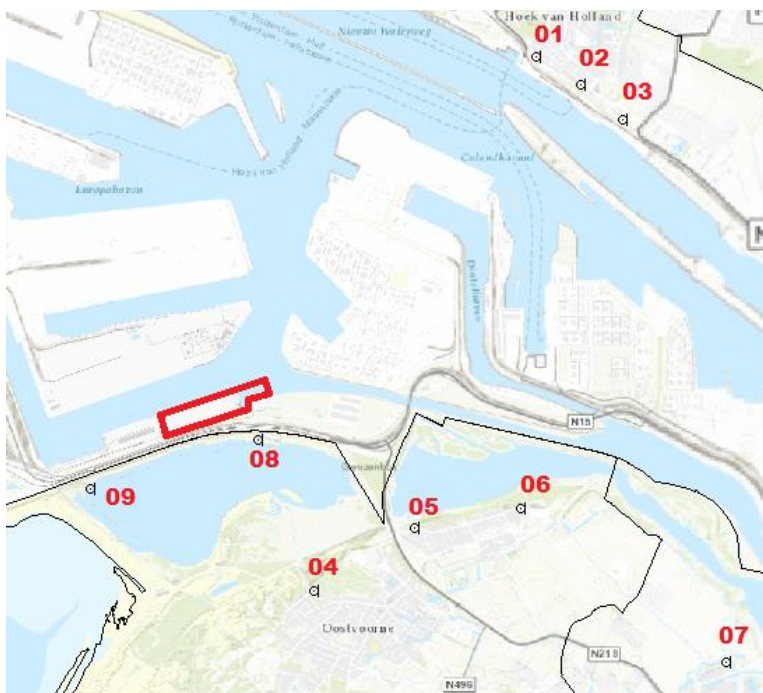 Hoek van Holland
01
Nieuwe Waterweg
02
03
Calandkanaal
Europahaven
N15
08
09
05
06
04
Oostvoorne
07
N218
N496